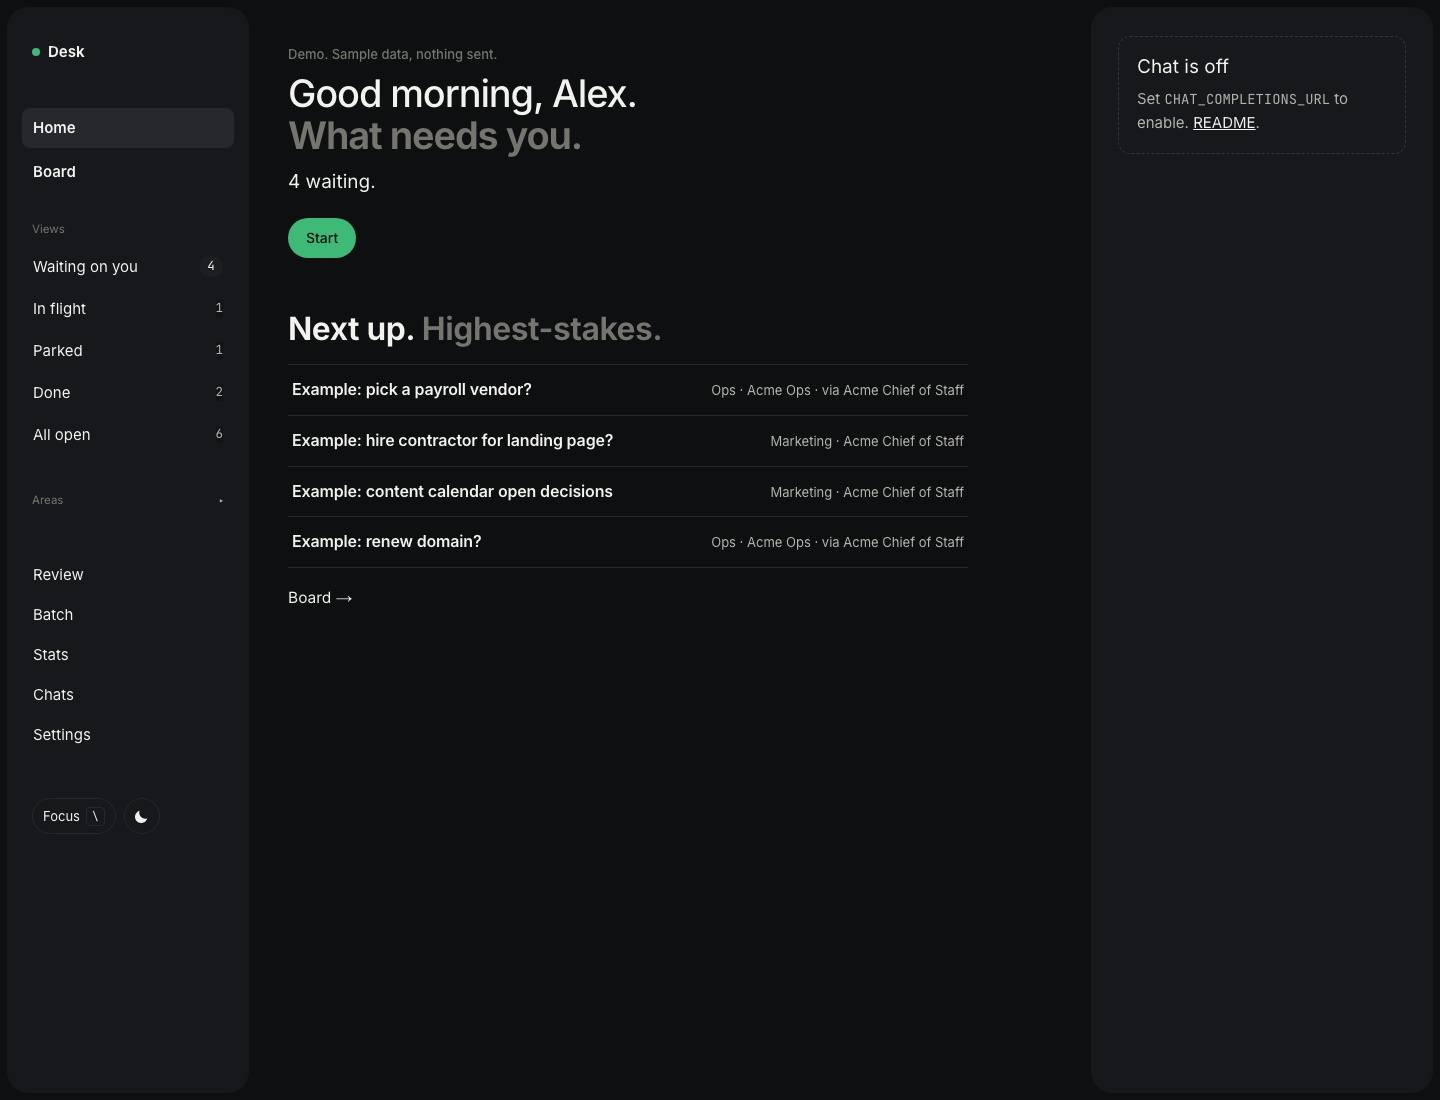 Desk
Home
Board
Views
Waiting on you 4
In flight 1
Parked 1
Done 2
All open 6
Areas ▸
Review
Batch
Stats
Chats
Settings
Focus \
Demo. Sample data, nothing sent.
Good morning, Alex.
What needs you.
4 waiting.
Start
Next up. Highest-stakes.
Example: pick a payroll vendor? Ops · Acme Ops · via Acme Chief of Staff
Example: hire contractor for landing page? Marketing · Acme Chief of Staff
Example: content calendar open decisions Marketing · Acme Chief of Staff
Example: renew domain? Ops · Acme Ops · via Acme Chief of Staff
Board →
Chat is off
Set CHAT_COMPLETIONS_URL to
enable. README.